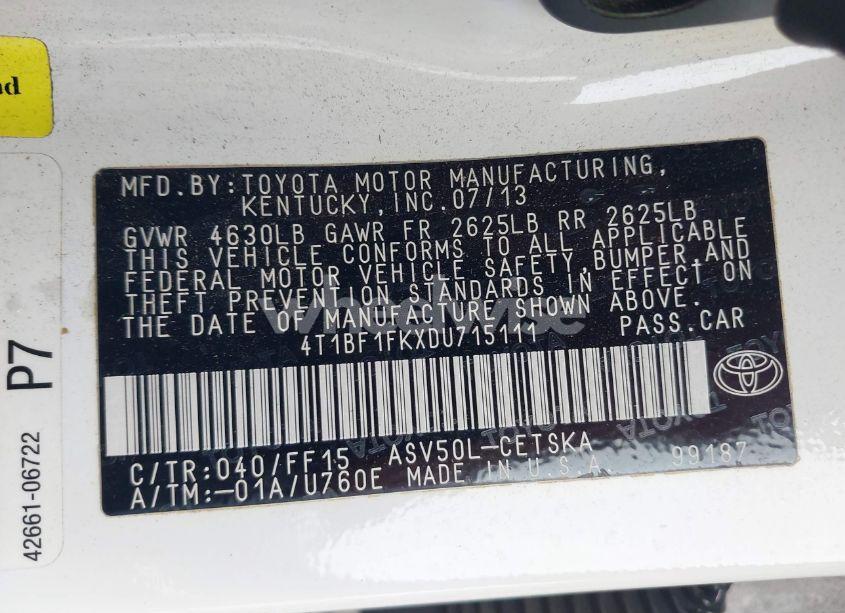 MFD.BY:TOYOTA MOTOR MANUFACTURING,
KENTUCKY,INC.07/13
GVWR 4630LB GAWR FR 2625LB RR 2625LB
THIS VEHICLE CONFORMS TO ALL APPLICABLE
FEDERAL MOTOR VEHICLE SAFETY,BUMPER,AND
THEFT PREVENTION STANDARDS IN EFFECT ON
THE DATE OF MANUFACTURE SHOWN ABOVE.
4T1BF1FKXDU715111 PASS.CAR
C/TR:040/FF15 ASV50L-CETSKA 99187
A/TM:-01A/U760E MADE IN U.S.A.
P7
42661-06722
TOYOTA